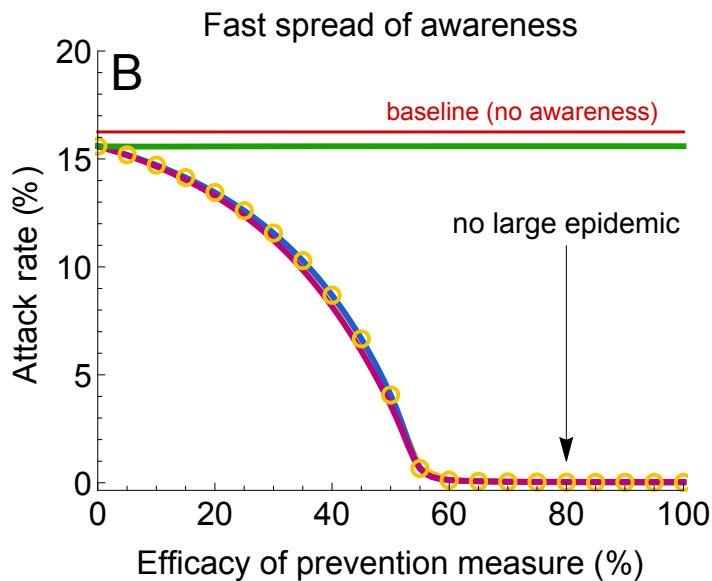 Fast spread of awareness
B
20
baseline (no awareness)
15
no large epidemic
10
5
0
0 20 40 60 80 100
Attack rate (%)
Efficacy of prevention measure (%)